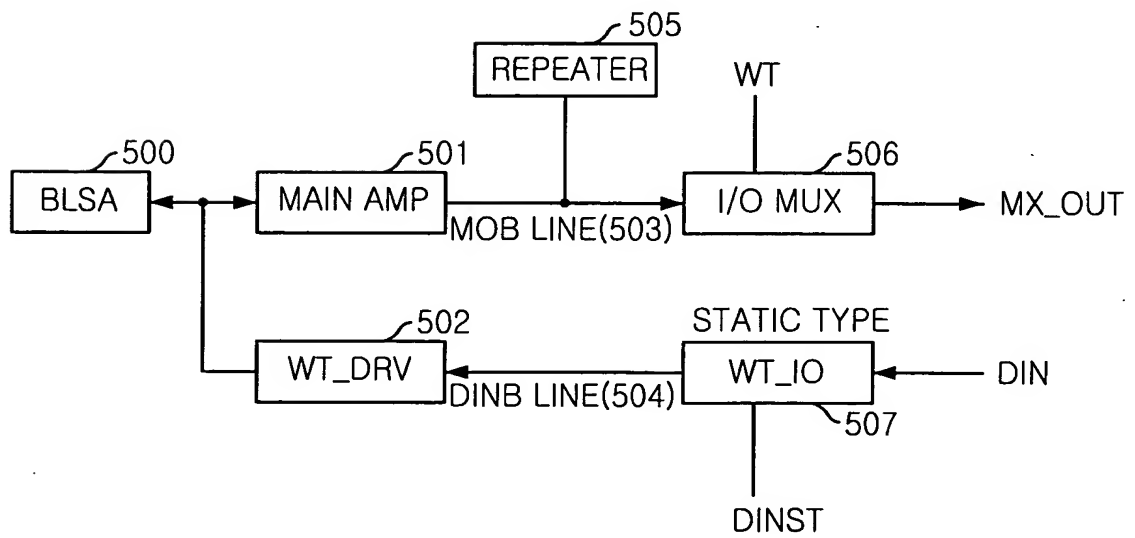 505
REPEATER
WT
500
501
506
BLSA
MAIN AMP
I/O MUX
MX_OUT
MOB LINE(503)
502
STATIC TYPE
WT_DRV
WT_IO
DIN
DINB LINE(504)
507
DINST